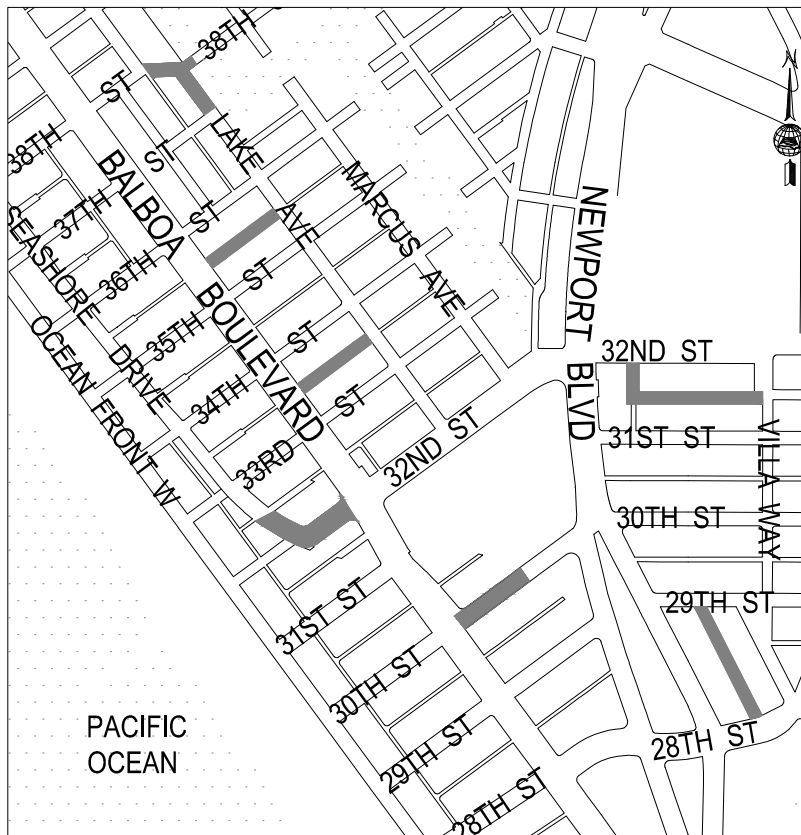 38TH
N
ST
38TH
LAKE
AVE
ST
BALBOA
BOULEVARD
MARCUS AVE
37TH
ST
SEASHORE
DRIVE
NEWPORT BLVD
36TH
ST
35TH
ST
OCEAN FRONT W
34TH
ST
32ND ST
33RD
ST
32ND ST
31ST ST
VILLA WAY
30TH ST
31ST ST
29TH ST
30TH ST
PACIFIC
OCEAN
29TH ST
28TH ST
28TH ST